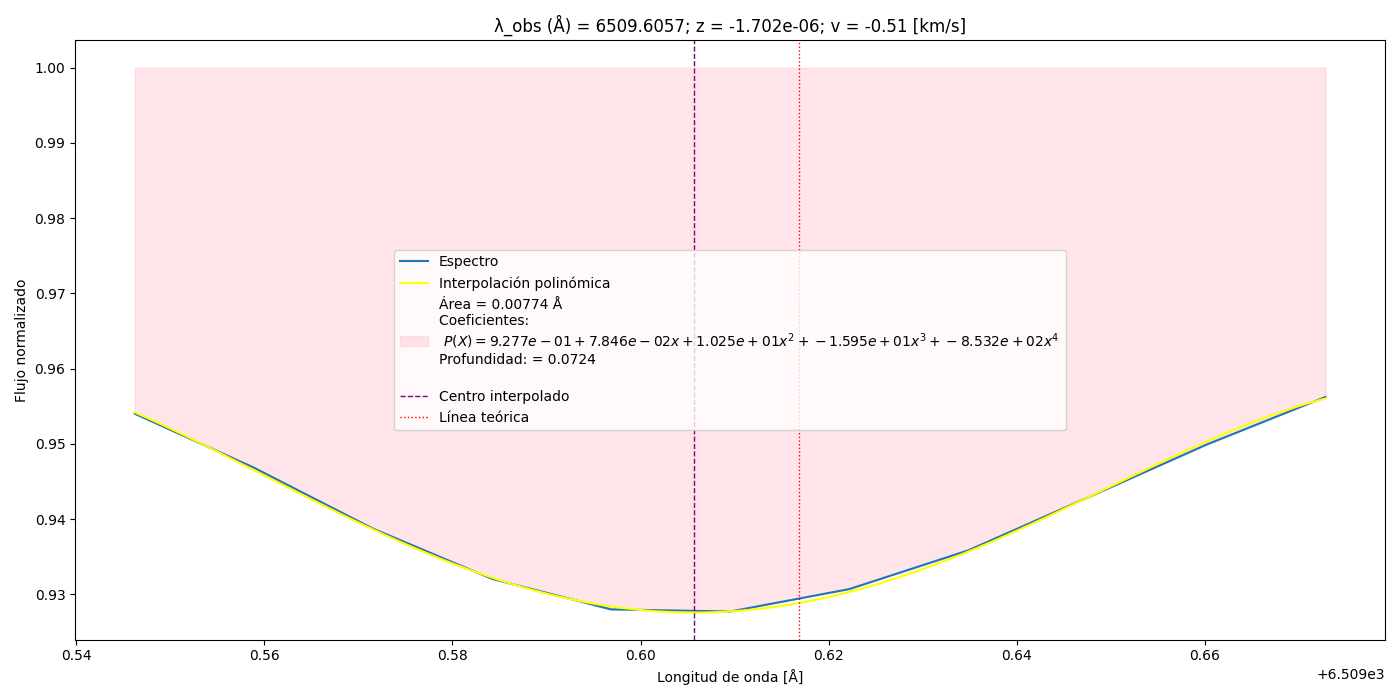 λ_obs (Å) = 6509.6057; z = -1.702e-06; v = -0.51 [km/s]
Flujo normalizado
1.00
0.99
0.98
0.97
0.96
0.95
0.94
0.93
Espectro
Interpolación polinómica
Área = 0.00774 Å
Coeficientes:
P(X) = 9.277e − 01 + 7.846e − 02x + 1.025e + 01x² + −1.595e + 01x³ + −8.532e + 02x⁴
Profundidad: = 0.0724
Centro interpolado
Línea teórica
0.54 0.56 0.58 0.60 0.62 0.64 0.66
+6.509e3
Longitud de onda [Å]